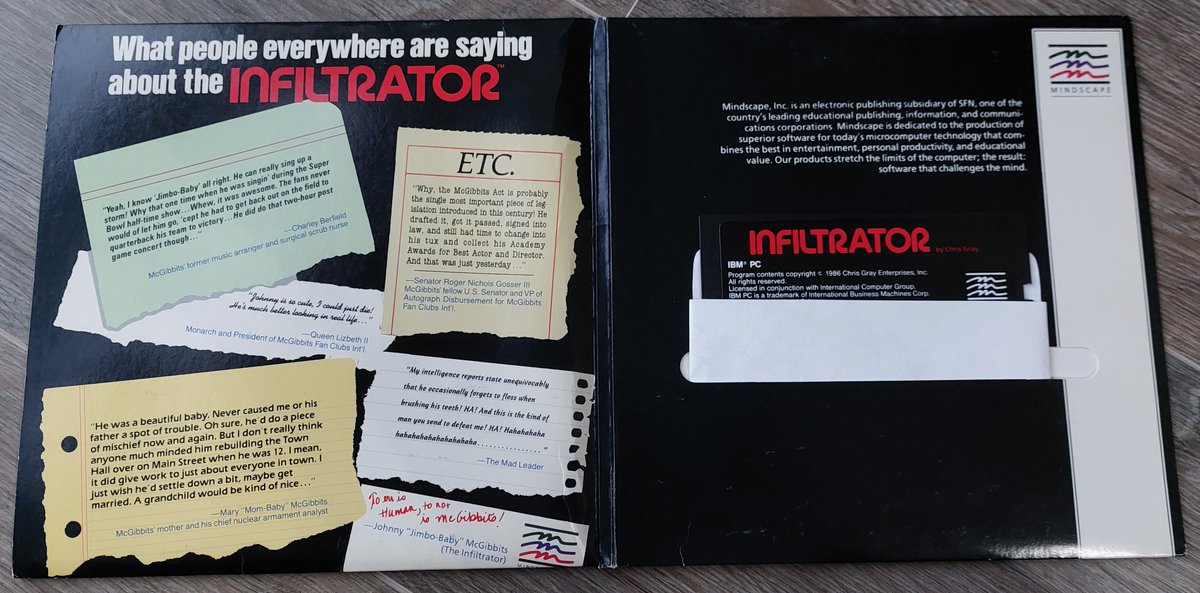 What people everywhere are saying
about the INFILTRATOR™
"Yeah, I know 'Jimbo-Baby' all right. He can really sing up a
storm! Why that one time when he was singin' during the Super
Bowl half-time show...Whew, it was awesome. The fans never
would of let him go, 'cept he had to get back out on the field to
quarterback his team to victory...He did do that two-hour post
game concert though..."
—Charley Berfield
McGibbits' former music arranger and surgical scrub nurse
ETC.
"Why, the McGibbits Act is probably
the single most important piece of leg-
islation introduced in this century! He
drafted it, got it passed, signed into
law, and still had time to change into
his tux and collect his Academy
Awards for Best Actor and Director.
And that was just yesterday..."
—Senator Roger Nichols Gosser III
McGibbits' fellow U.S. Senator and VP of
Autograph Disbursement for McGibbits
Fan Clubs Int'l.
"Johnny is so cute, I could just die!
He's much better looking in real life..."
—Queen Lizbeth II
Monarch and President of McGibbits Fan Clubs Int'l.
"My intelligence reports state unequivocably
that he occasionally forgets to floss when
brushing his teeth! HA! And this is the kind of
man you send to defeat me! HA! Hahahahaha
hahahahahahahahahaha..............."
—The Mad Leader
"He was a beautiful baby. Never caused me or his
father a spot of trouble. Oh sure, he'd do a piece
of mischief now and again. But I don't really think
anyone much minded him rebuilding the Town
Hall over on Main Street when he was 12. I mean,
it did give work to just about everyone in town. I
just wish he'd settle down a bit, maybe get
married. A grandchild would be kind of nice..."
—Mary "Mom-Baby" McGibbits
McGibbits' mother and his chief nuclear armament analyst
To err is
Human, to not
is McGibbits!
—Johnny "Jimbo-Baby" McGibbits
(The Infiltrator)
MINDSCAPE
Mindscape, Inc. is an electronic publishing subsidiary of SFN, one of the
country's leading educational publishing, information, and communi-
cations corporations. Mindscape is dedicated to the production of
superior software for today's microcomputer technology that com-
bines the best in entertainment, personal productivity, and educational
value. Our products stretch the limits of the computer; the result:
software that challenges the mind.
INFILTRATOR by Chris Gray
IBM® PC
Program contents copyright c 1986 Chris Gray Enterprises, Inc.
All rights reserved.
Licensed in conjunction with International Computer Group.
IBM PC is a trademark of International Business Machines Corp.